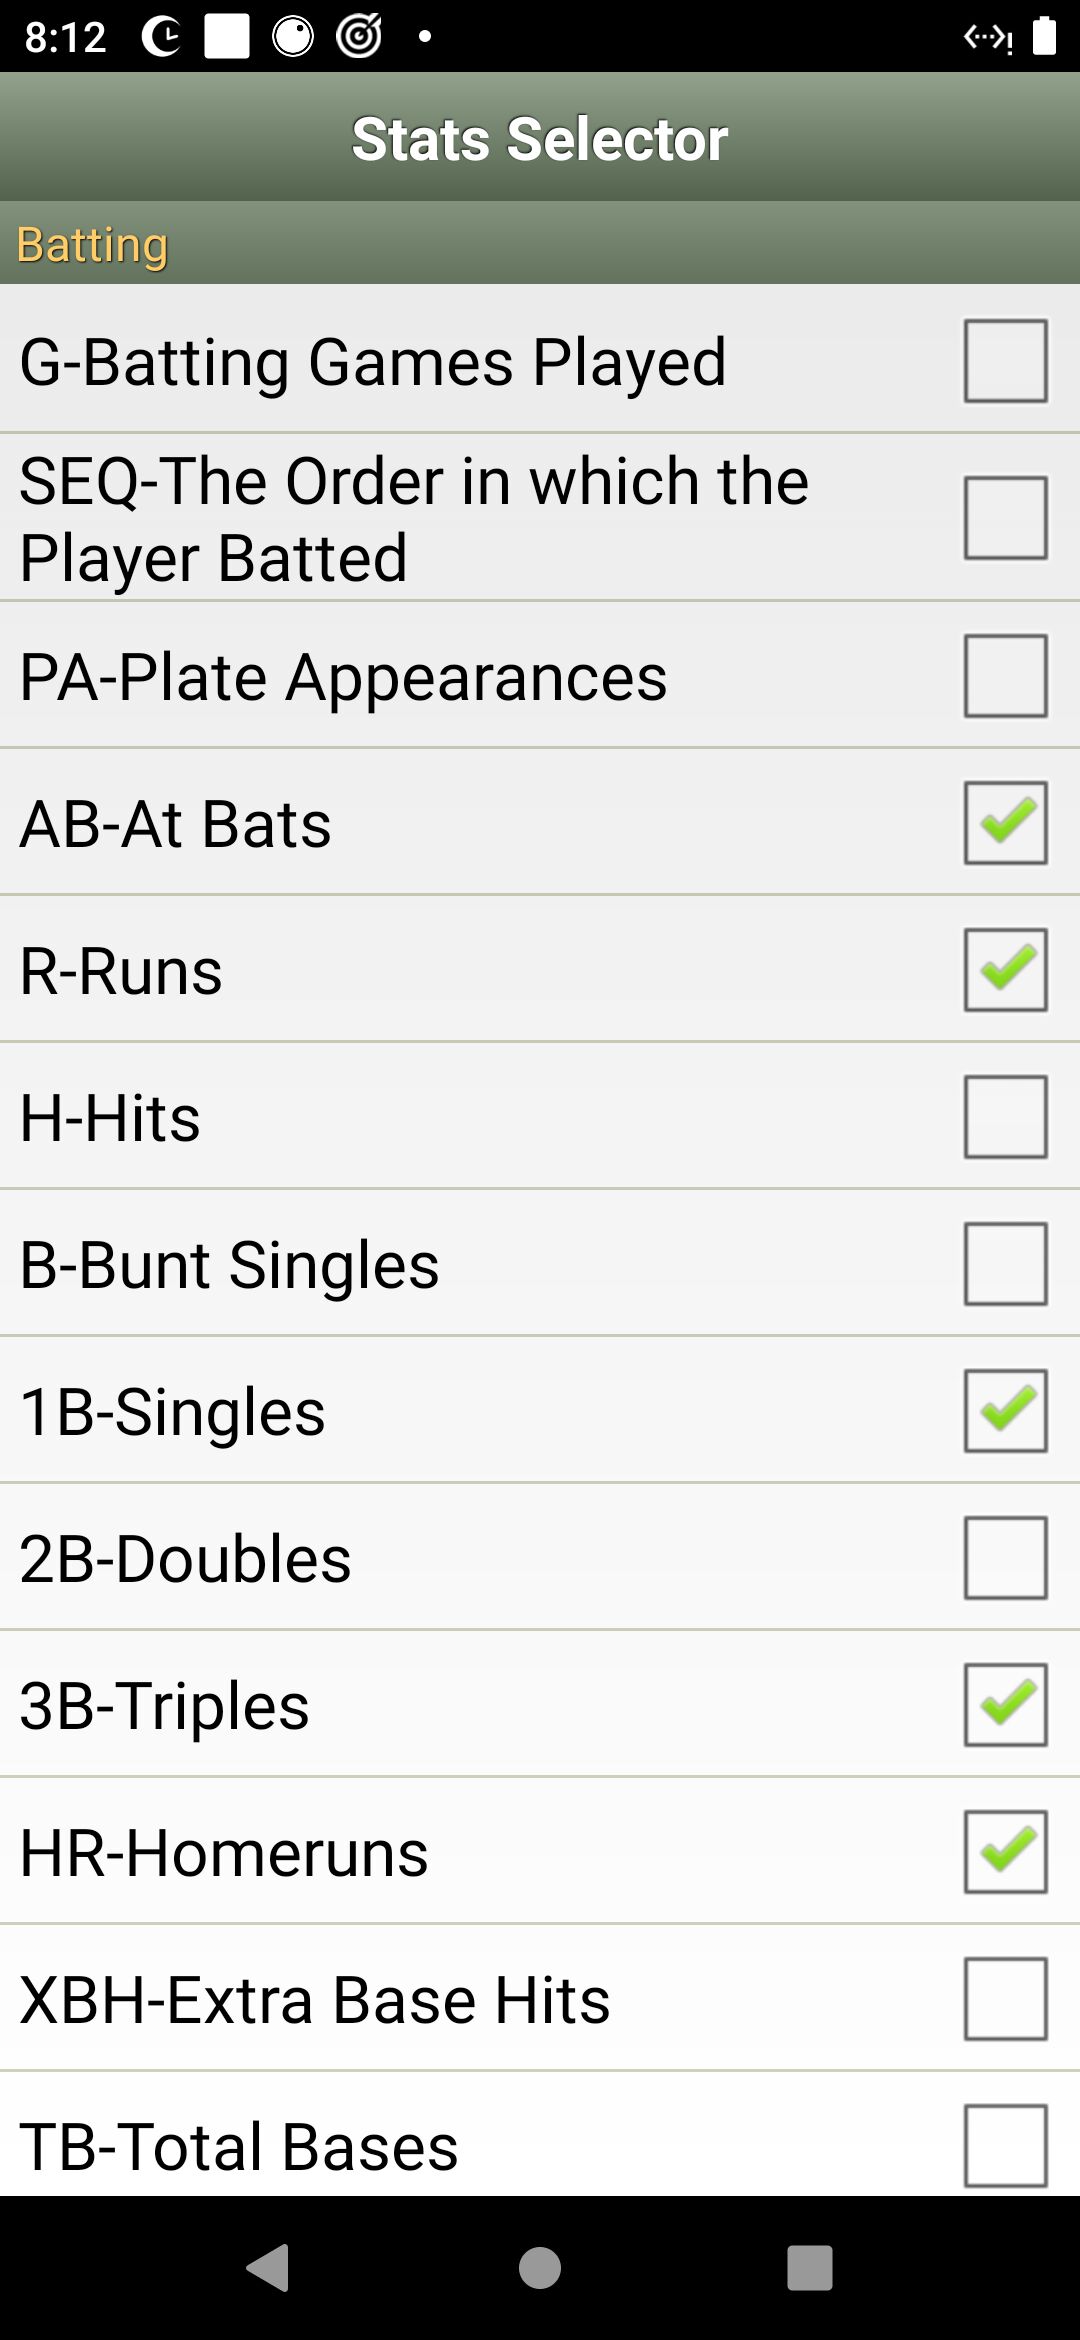 8:12
Stats Selector
Batting
G-Batting Games Played
SEQ-The Order in which the
Player Batted
PA-Plate Appearances
AB-At Bats
R-Runs
H-Hits
B-Bunt Singles
1B-Singles
2B-Doubles
3B-Triples
HR-Homeruns
XBH-Extra Base Hits
TB-Total Bases